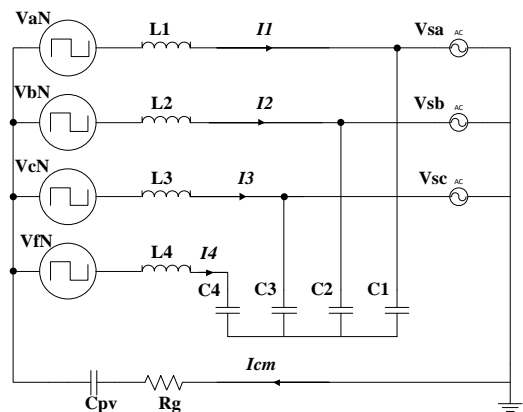 VaN L1 I1 Vsa AC
VbN L2 I2 Vsb AC
VcN L3 I3 Vsc AC
VfN L4 I4
C4 C3 C2 C1
Icm
Cpv Rg